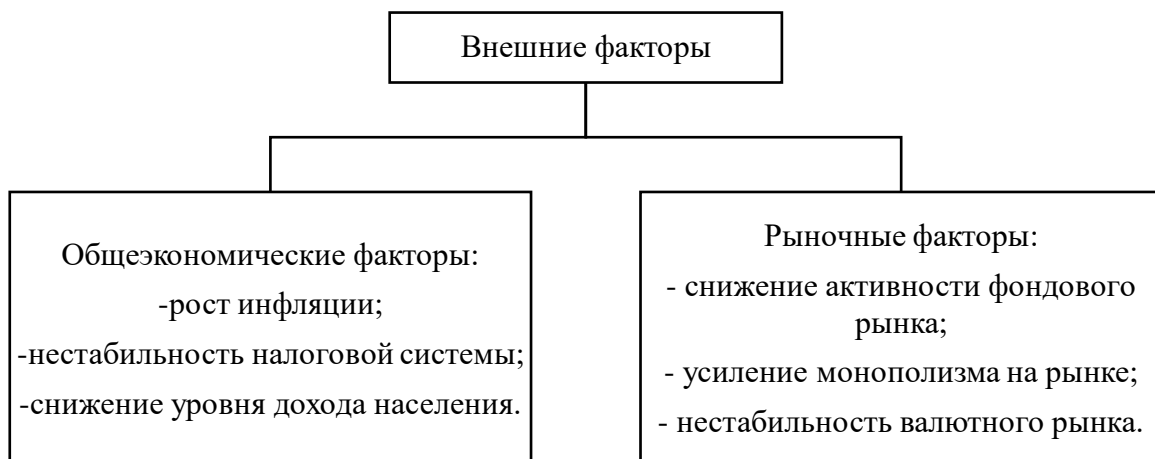 Внешние факторы
Общеэкономические факторы:
-рост инфляции;
-нестабильность налоговой системы;
-снижение уровня дохода населения.
Рыночные факторы:
- снижение активности фондового
рынка;
- усиление монополизма на рынке;
- нестабильность валютного рынка.